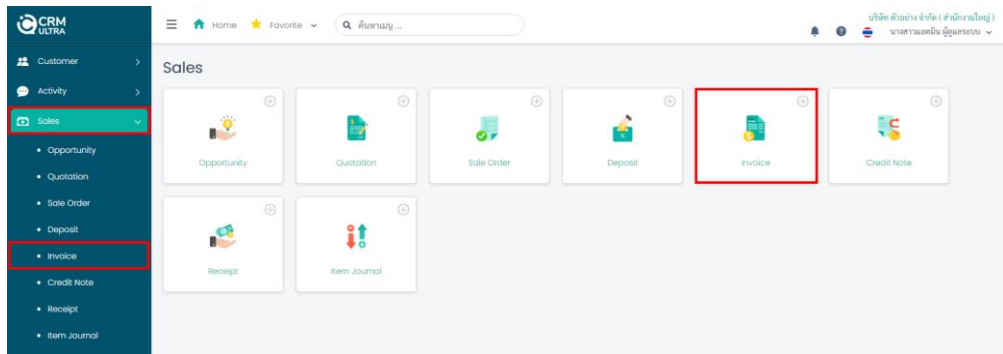 CRM
ULTRA
Home
Favorite
ค้นหาเมนู ...
บริษัท ตัวอย่าง จำกัด ( สำนักงานใหญ่ )
นางสาวแอดมิน ผู้ดูแลระบบ
Customer
Activity
Sales
Opportunity
Quotation
Sale Order
Deposit
Invoice
Credit Note
Receipt
Item Journal
Sales
Opportunity
Quotation
Sale Order
Deposit
Invoice
Credit Note
Receipt
Item Journal